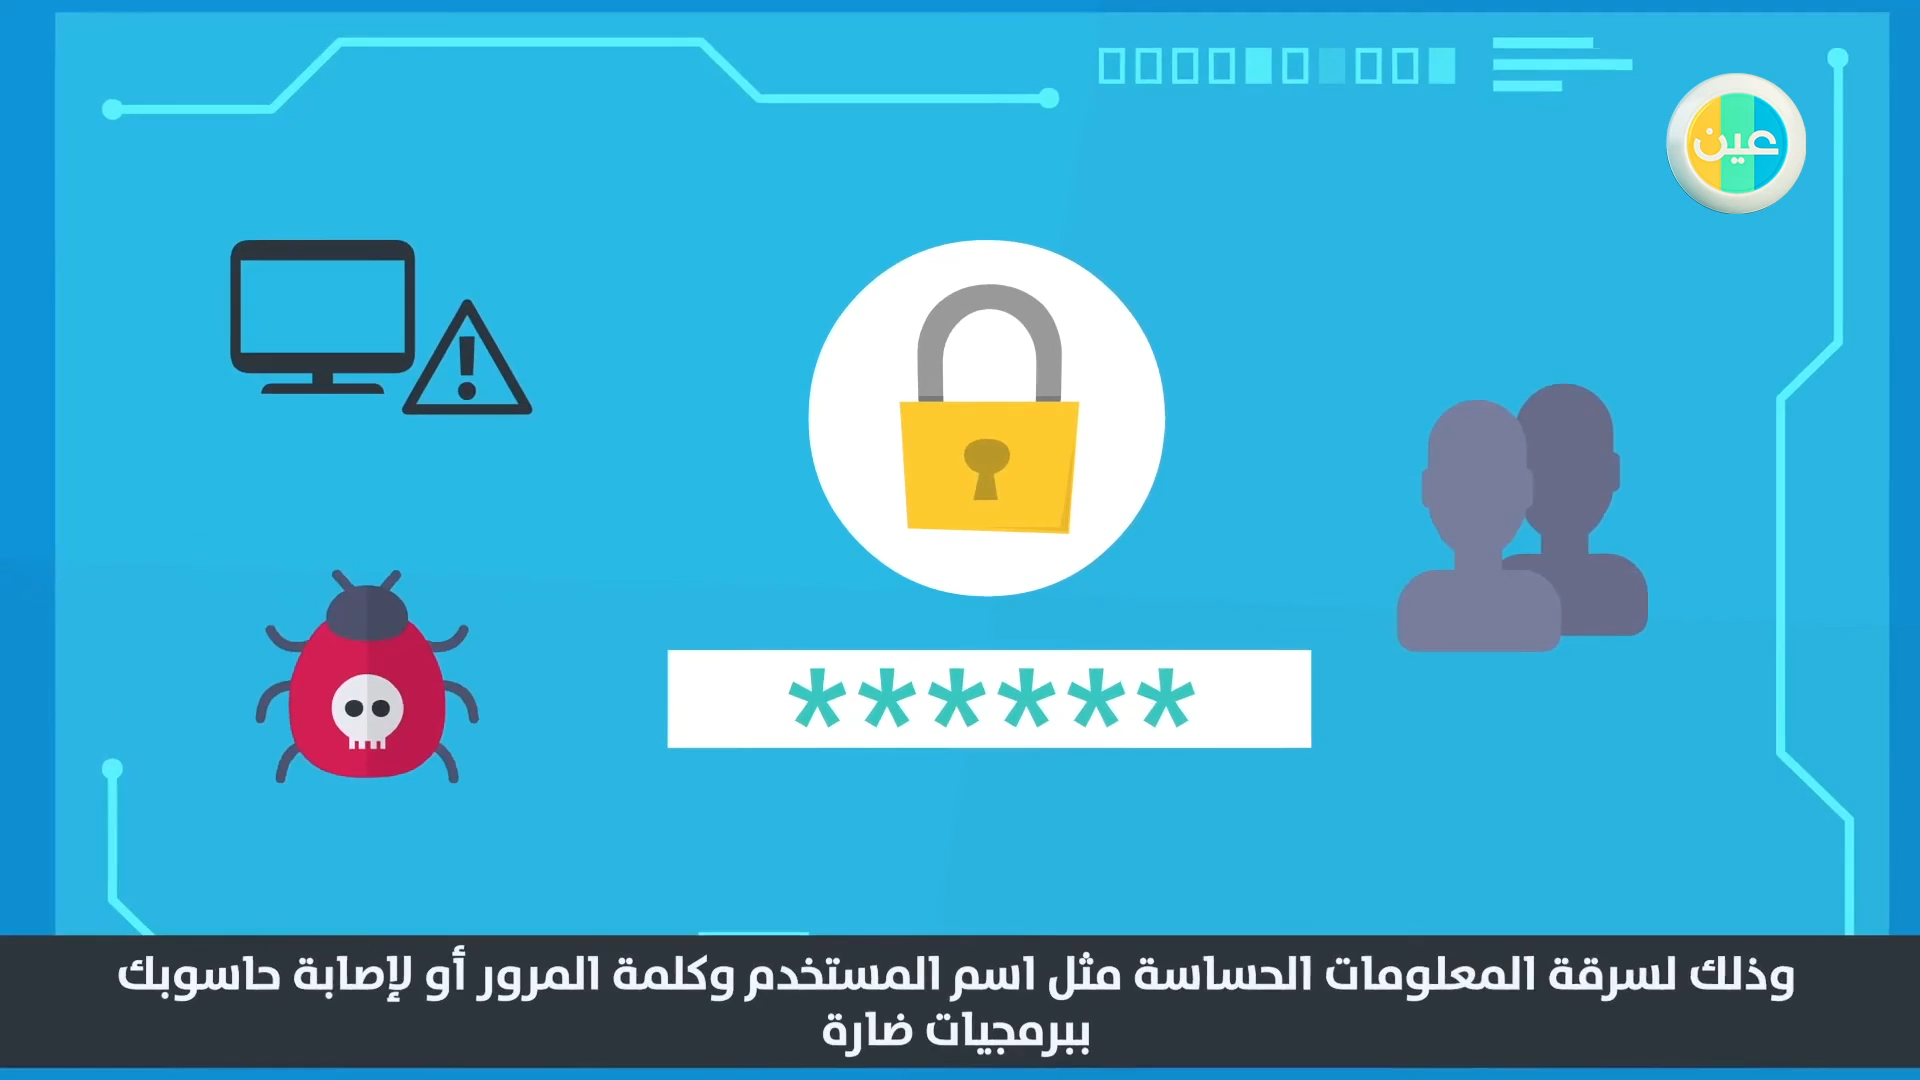 عين
******
وذلك لسرقة المعلومات الحساسة مثل اسم المستخدم وكلمة المرور أو لإصابة حاسوبك
ببرمجيات ضارة